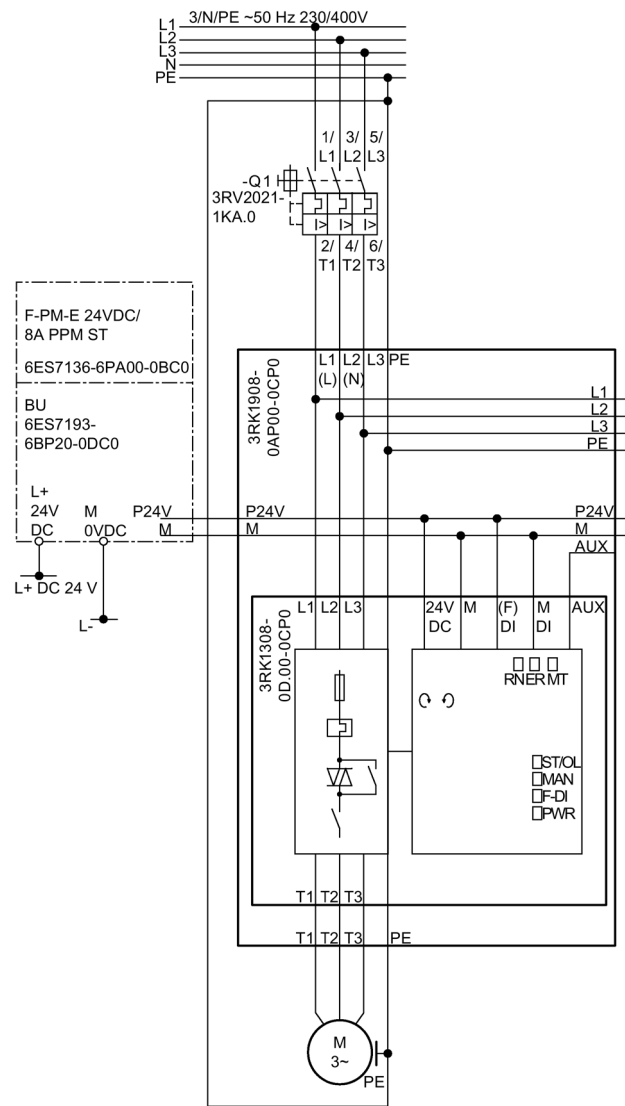 3/N/PE ~50 Hz 230/400V
L1
L2
L3
N
PE
1/ 3/ 5/
L1 L2 L3
-Q1
3RV2021-
1KA.0
I> I> I>
2/ 4/ 6/
T1 T2 T3
F-PM-E 24VDC/
8A PPM ST
6ES7136-6PA00-0BC0
BU
6ES7193-
6BP20-0DC0
L+
24V M P24V
DC 0VDC M
L+ DC 24 V
L-
3RK1908-
0AP00-0CP0
L1 L2 L3 PE
(L) (N)
L1
L2
L3
PE
P24V P24V
M M
AUX
3RK1308-
0D.00-0CP0
L1 L2 L3
24V M (F) M AUX
DC DI DI
RN ER MT
ST/OL
MAN
F-DI
PWR
T1 T2 T3
T1 T2 T3 PE
M
3~
PE